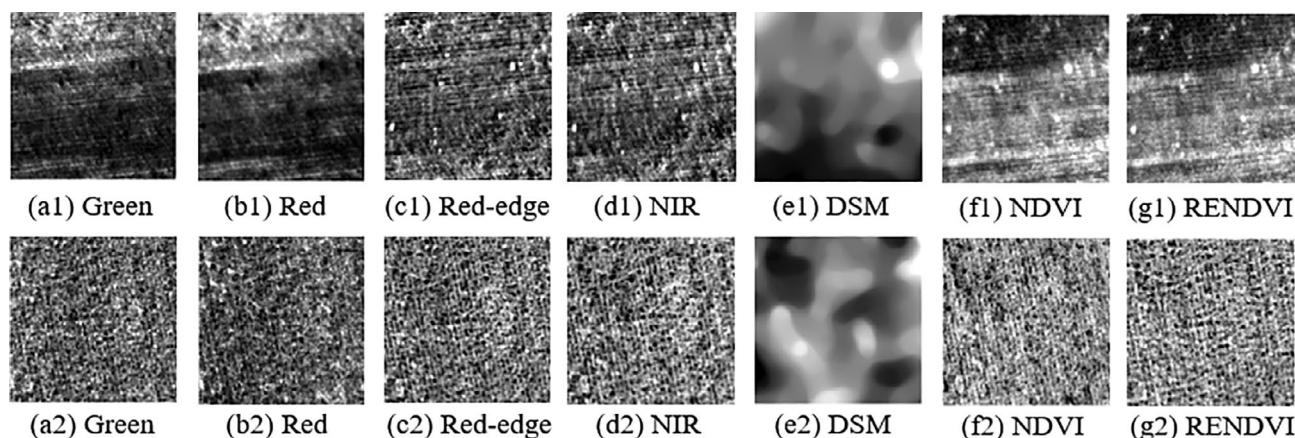 (a1) Green (b1) Red (c1) Red-edge (d1) NIR (e1) DSM (f1) NDVI (g1) RENDVI
(a2) Green (b2) Red (c2) Red-edge (d2) NIR (e2) DSM (f2) NDVI (g2) RENDVI